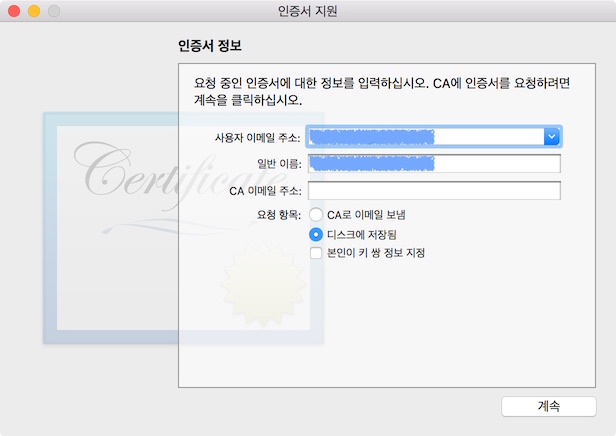 인증서 지원
인증서 정보
요청 중인 인증서에 대한 정보를 입력하십시오. CA에 인증서를 요청하려면
계속을 클릭하십시오.
Certificate
사용자 이메일 주소:
일반 이름:
CA 이메일 주소:
요청 항목: CA로 이메일 보냄
디스크에 저장됨
본인이 키 쌍 정보 지정
계속